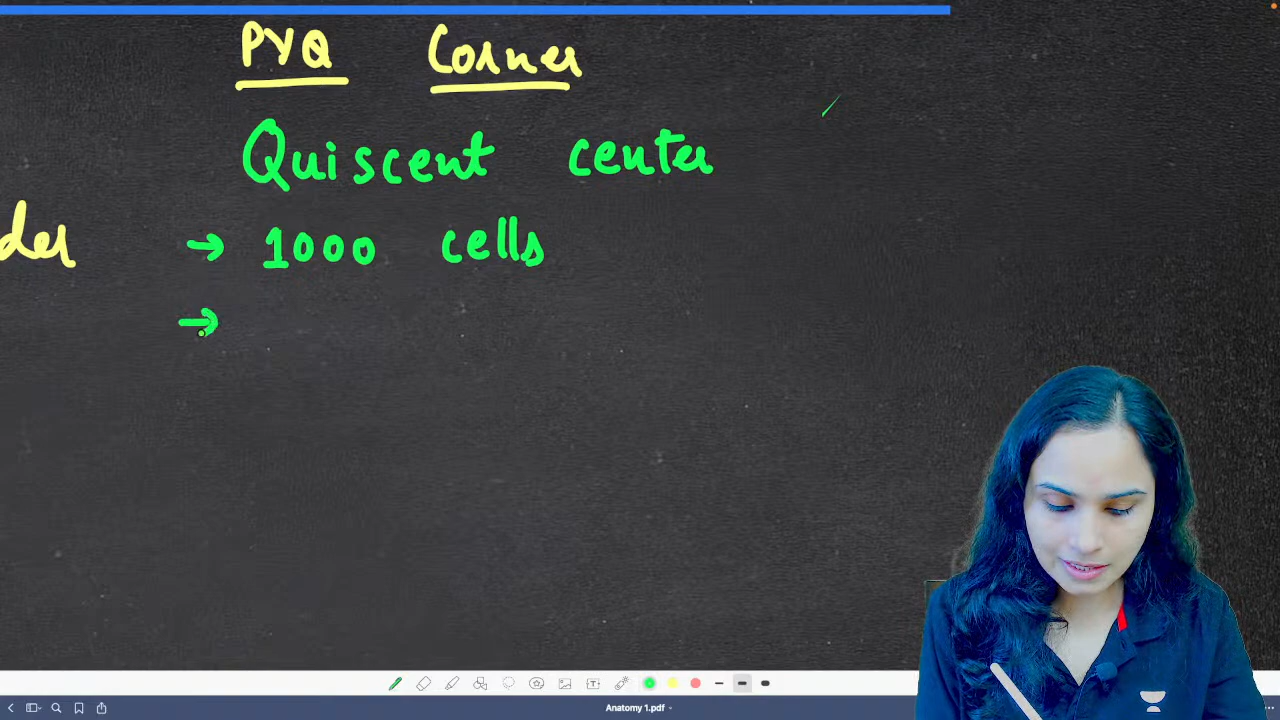 PYQ Corner
Quiscent center
der → 1000 cells
→
Anatomy 1.pdf